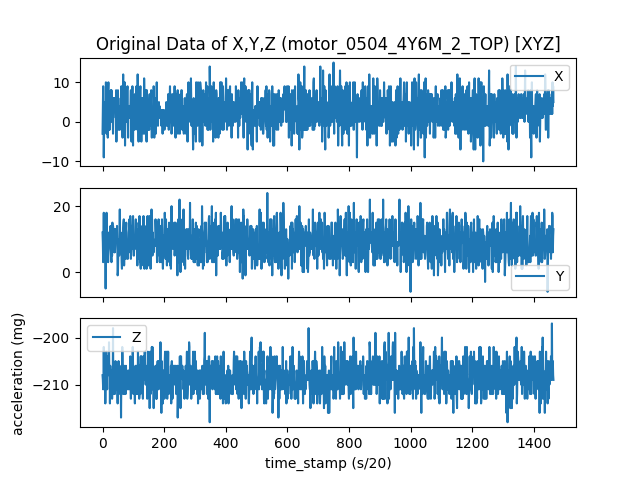 Original Data of X,Y,Z (motor_0504_4Y6M_2_TOP) [XYZ]
10
0
−10
X
20
0
Y
acceleration (mg)
−200
−210
Z
0 200 400 600 800 1000 1200 1400
time_stamp (s/20)